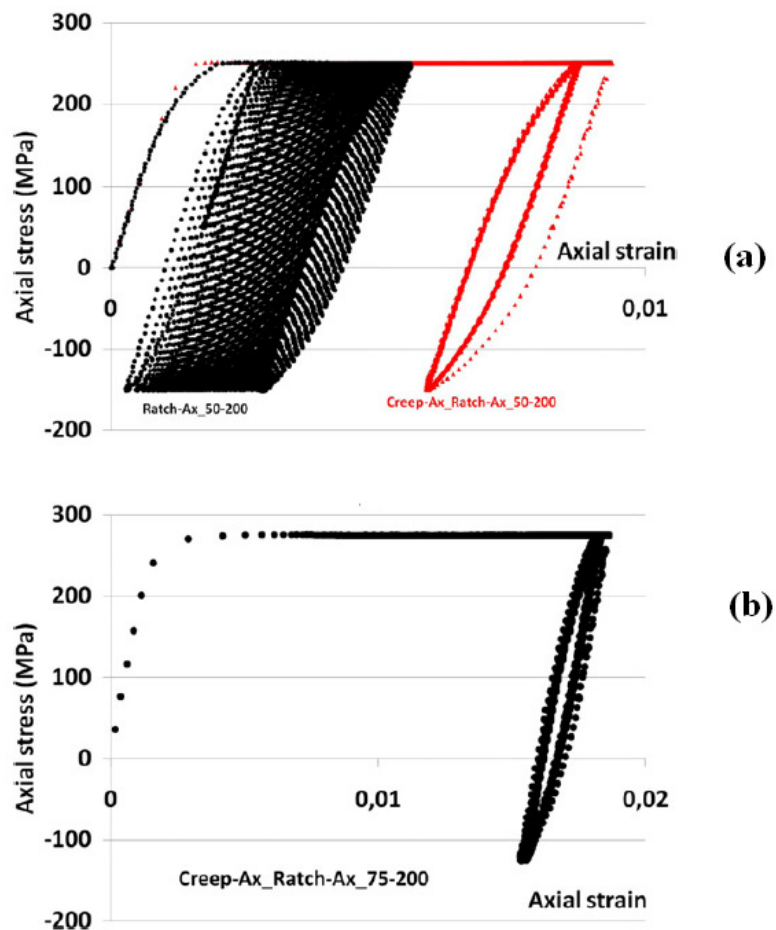 300
200
100
0
-100
-200
Axial stress (MPa)
0
0,01
Axial strain
(a)
Ratch-Ax_50-200
Creep-Ax_Ratch-Ax_50-200
300
200
100
0
-100
-200
Axial stress (MPa)
0
0,01
0,02
(b)
Creep-Ax_Ratch-Ax_75-200
Axial strain